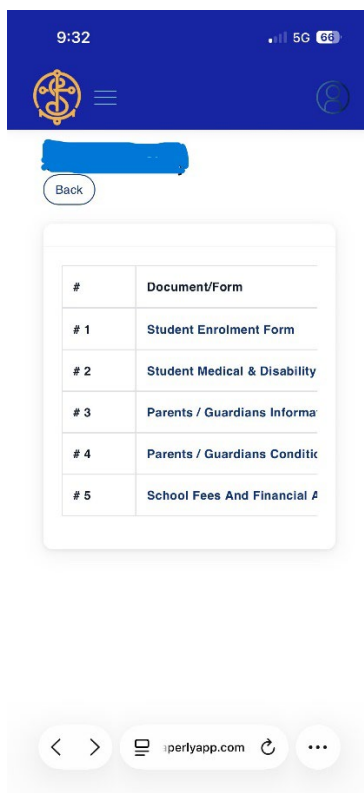 9:32
5G 66
Back
# Document/Form
# 1 Student Enrolment Form
# 2 Student Medical & Disability
# 3 Parents / Guardians Informa
# 4 Parents / Guardians Conditio
# 5 School Fees And Financial A
aperlyapp.com